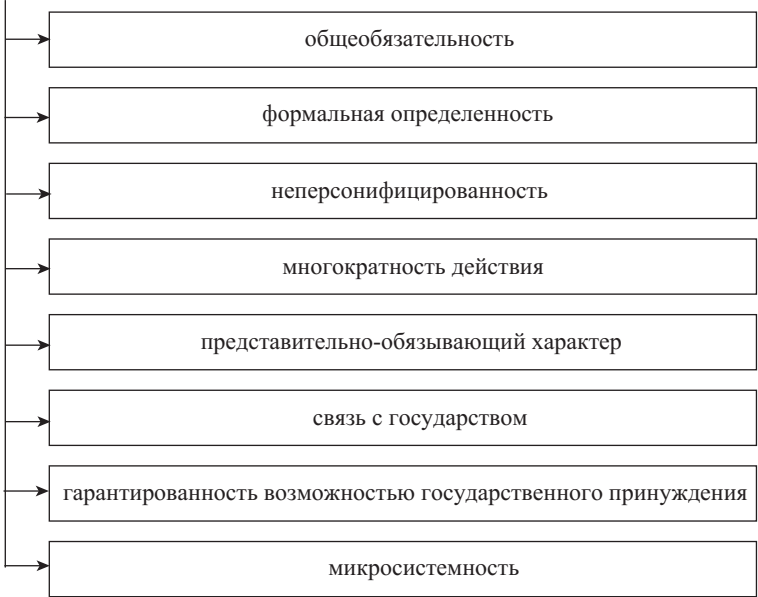 общеобязательность
формальная определенность
неперсонифицированность
многократность действия
представительно-обязывающий характер
связь с государством
гарантированность возможностью государственного принуждения
микросистемность